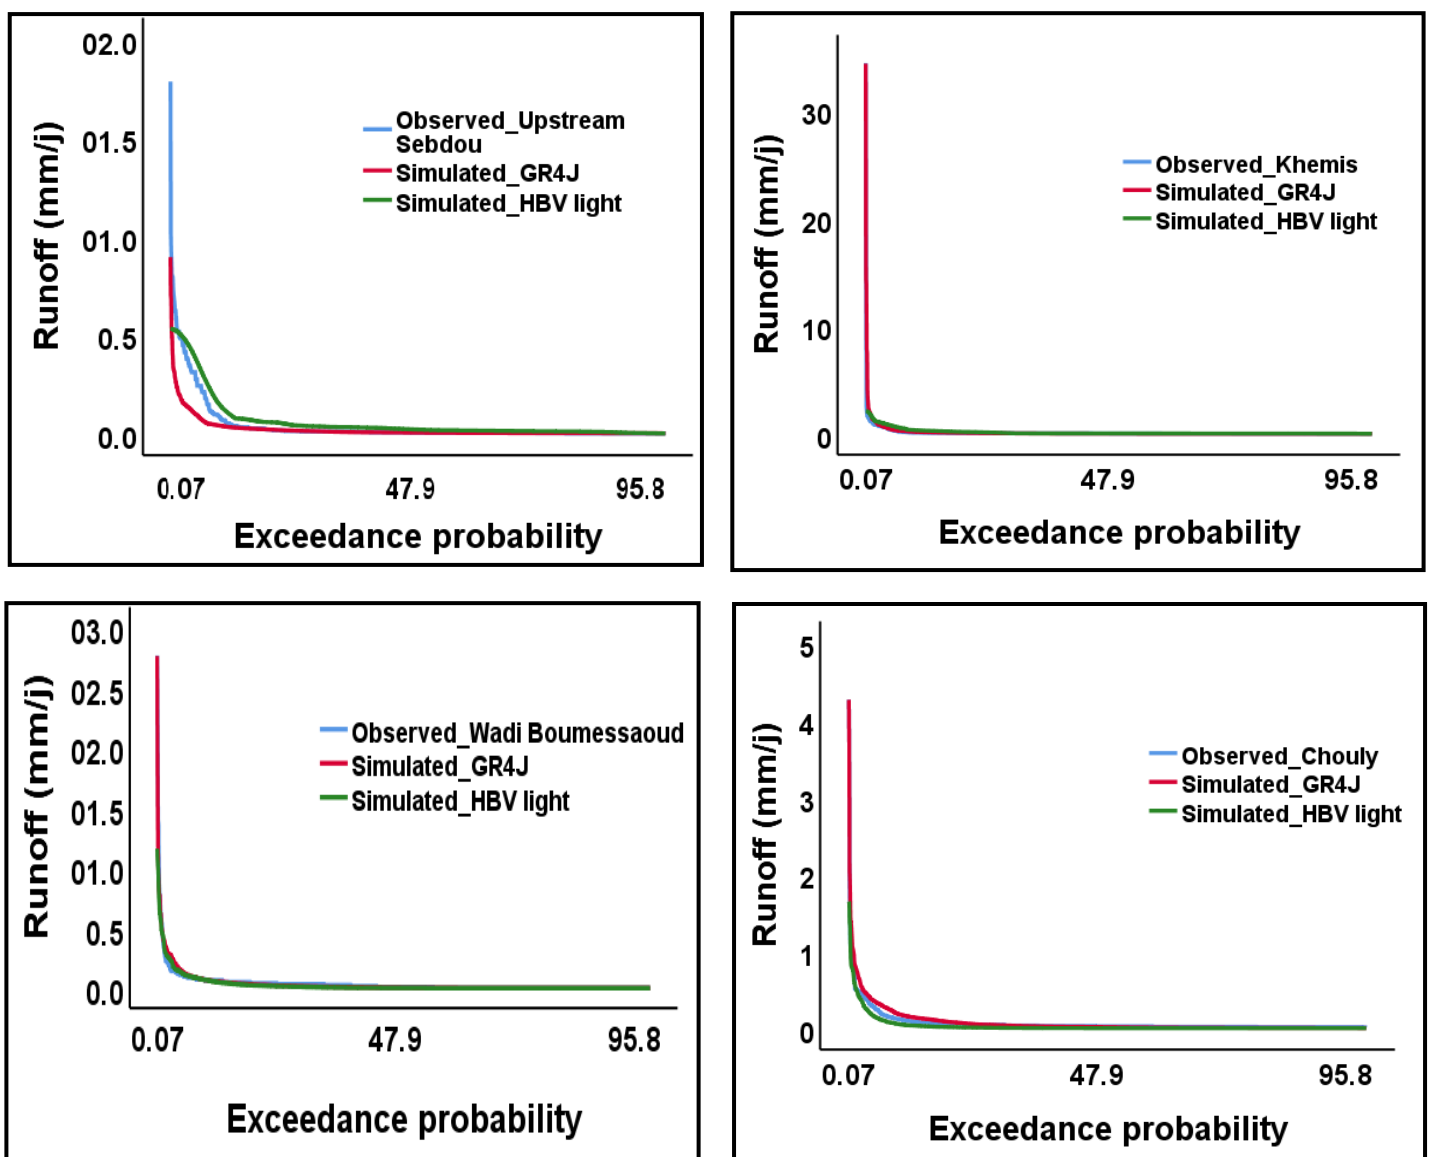 02.0
01.5
01.0
0.5
0.0
Runoff (mm/j)
Observed_Upstream
Sebdou
Simulated_GR4J
Simulated_HBV light
0.07 47.9 95.8
Exceedance probability
30
20
10
0
Runoff (mm/j)
Observed_Khemis
Simulated_GR4J
Simulated_HBV light
0.07 47.9 95.8
Exceedance probability
03.0
02.5
02.0
01.5
01.0
0.5
0.0
Runoff (mm/j)
Observed_Wadi Boumessaoud
Simulated_GR4J
Simulated_HBV light
0.07 47.9 95.8
Exceedance probability
5
4
3
2
1
0
Runoff (mm/j)
Observed_Chouly
Simulated_GR4J
Simulated_HBV light
0.07 47.9 95.8
Exceedance probability